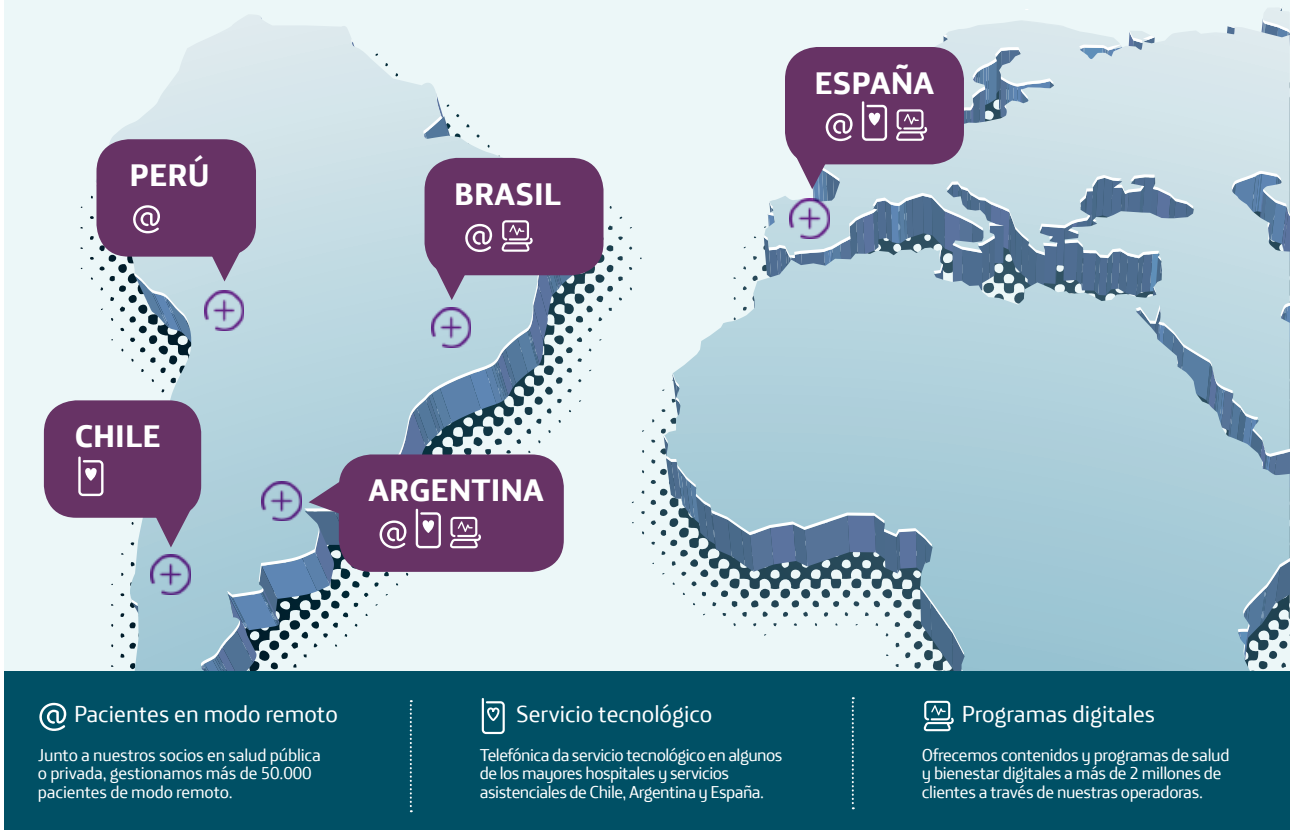 ESPAÑA
PERÚ
BRASIL
CHILE
ARGENTINA
Pacientes en modo remoto
Junto a nuestros socios en salud pública
o privada, gestionamos más de 50.000
pacientes de modo remoto.
Servicio tecnológico
Telefónica da servicio tecnológico en algunos
de los mayores hospitales y servicios
asistenciales de Chile, Argentina y España.
Programas digitales
Ofrecemos contenidos y programas de salud
y bienestar digitales a más de 2 millones de
clientes a través de nuestras operadoras.